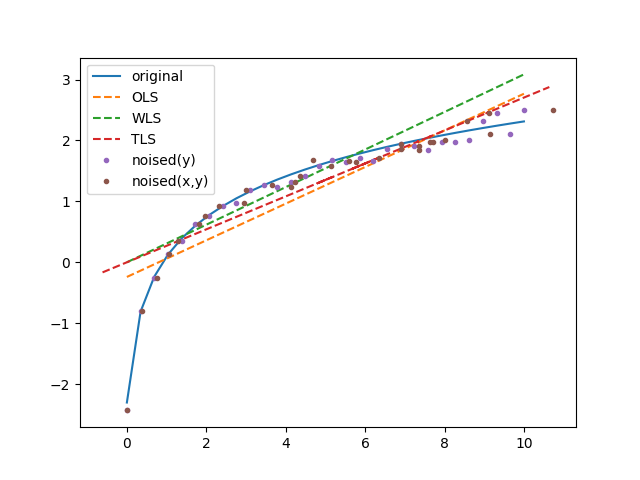 original
OLS
WLS
TLS
noised(y)
noised(x,y)
3
2
1
0
−1
−2
0 2 4 6 8 10